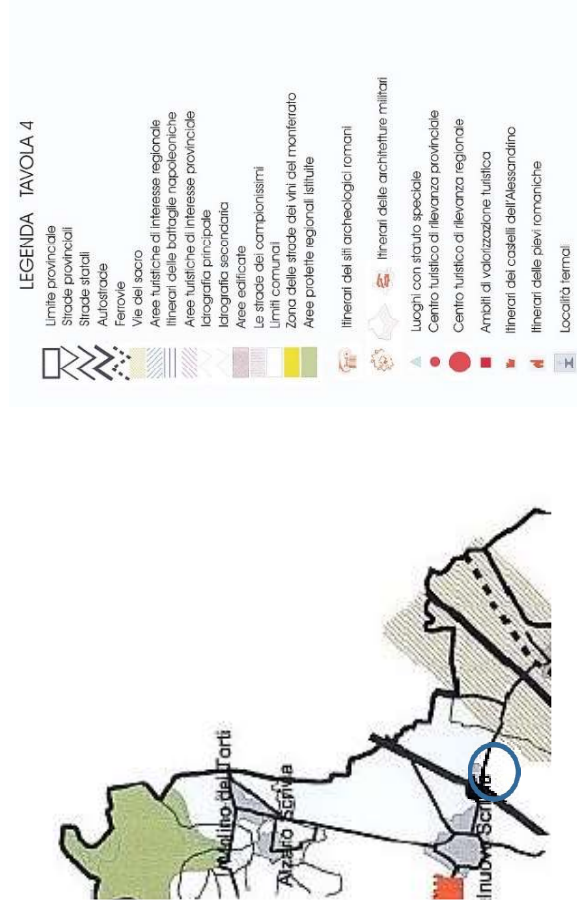 LEGENDA TAVOLA 4
Limite provinciale
Strade provinciali
Strade statali
Autostrade
Ferrovie
Vie del sacro
Aree turistiche di interesse regionale
Itinerari delle battaglie napoleoniche
Aree turistiche di interesse provinciale
Idrografia principale
Idrografia secondaria
Aree edificate
Le strade dei campionissimi
Limiti comunali
Zona delle strade dei vini del monferrato
Aree protette regionali istituite
Itinerari dei siti archeologici romani
Itinerari delle architetture militari
Luoghi con statuto speciale
Centro turistico di rilevanza provinciale
Centro turistico di rilevanza regionale
Ambiti di valorizzazione turistica
Itinerari dei castelli dell'Alessandrino
Itinerari delle pievi romaniche
Località termal
dei Torti
Alzano Scrivia